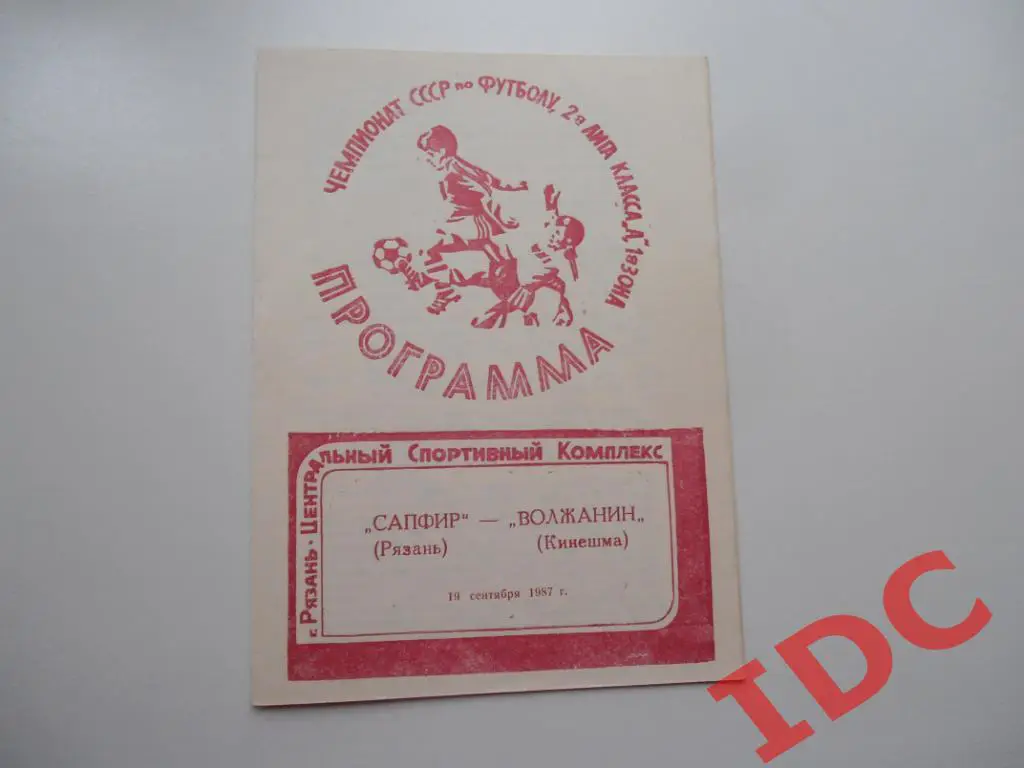 ЧЕМПИОНАТ СССР по ФУТБОЛУ, 2я ЛИГА КЛАССА „А", 1я ЗОНА
ПРОГРАММА
г. РЯЗАНЬ · ЦЕНТРАЛЬНЫЙ СПОРТИВНЫЙ КОМПЛЕКС
„САПФИР“ — „ВОЛЖАНИН„
(Рязань) (Кинешма)
19 сентября 1987 г.
IDC